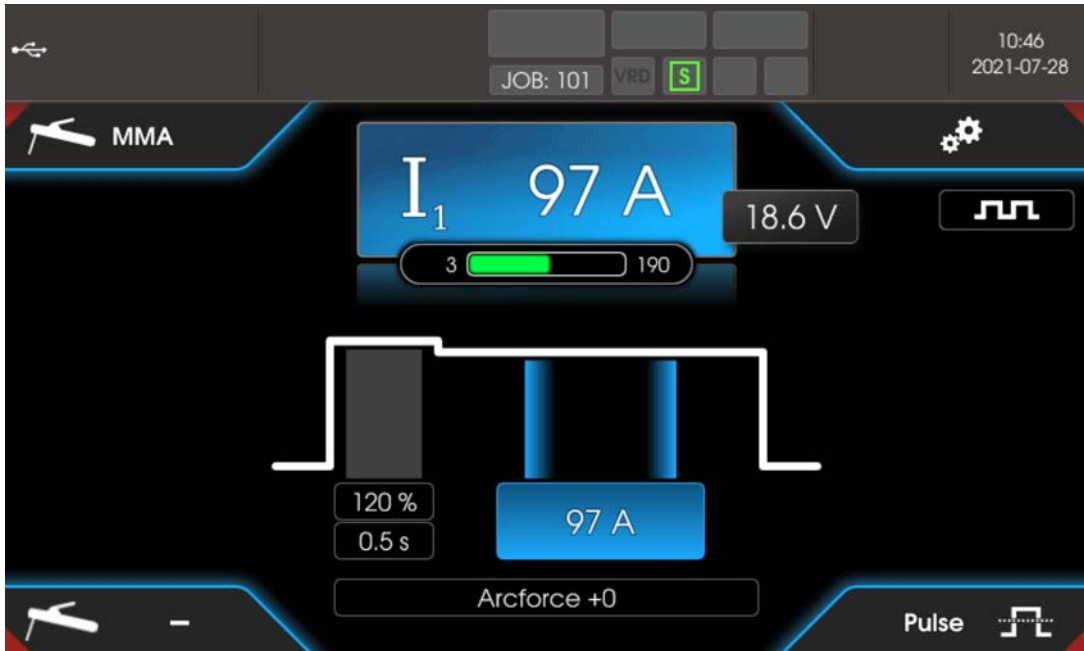 10:46
2021-07-28
JOB: 101 VRD S
MMA
I1 97 A
18.6 V
3 190
120 %
0.5 s
97 A
Arcforce +0
–
Pulse